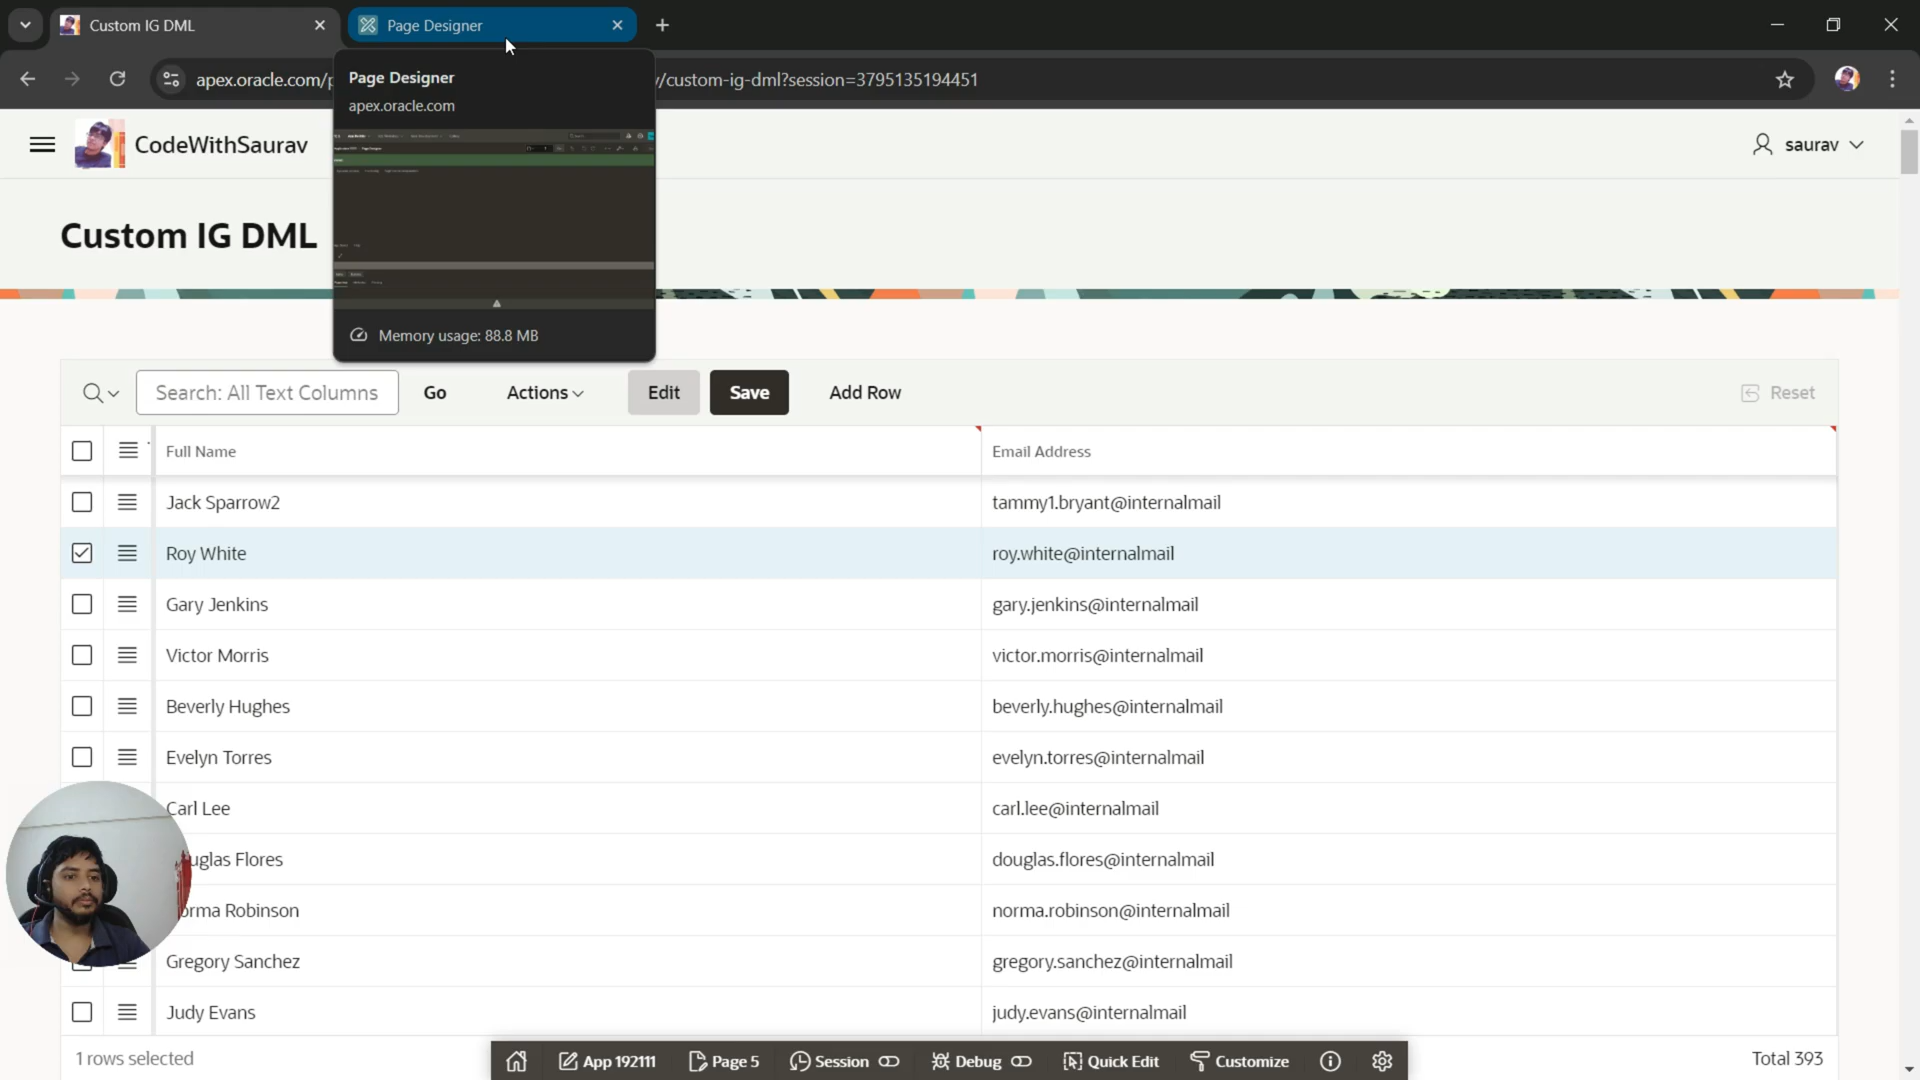 Custom IG DML
Page Designer
apex.oracle.com/p
/custom-ig-dml?session=3795135194451
Page Designer
apex.oracle.com
Memory usage: 88.8 MB
CodeWithSaurav
saurav
Custom IG DML
Search: All Text Columns
Go
Actions
Edit
Save
Add Row
Reset
Full Name
Email Address
Jack Sparrow2
tammy1.bryant@internalmail
Roy White
roy.white@internalmail
Gary Jenkins
gary.jenkins@internalmail
Victor Morris
victor.morris@internalmail
Beverly Hughes
beverly.hughes@internalmail
Evelyn Torres
evelyn.torres@internalmail
Carl Lee
carl.lee@internalmail
uglas Flores
douglas.flores@internalmail
orma Robinson
norma.robinson@internalmail
Gregory Sanchez
gregory.sanchez@internalmail
Judy Evans
judy.evans@internalmail
1 rows selected
App 192111
Page 5
Session
Debug
Quick Edit
Customize
Total 393